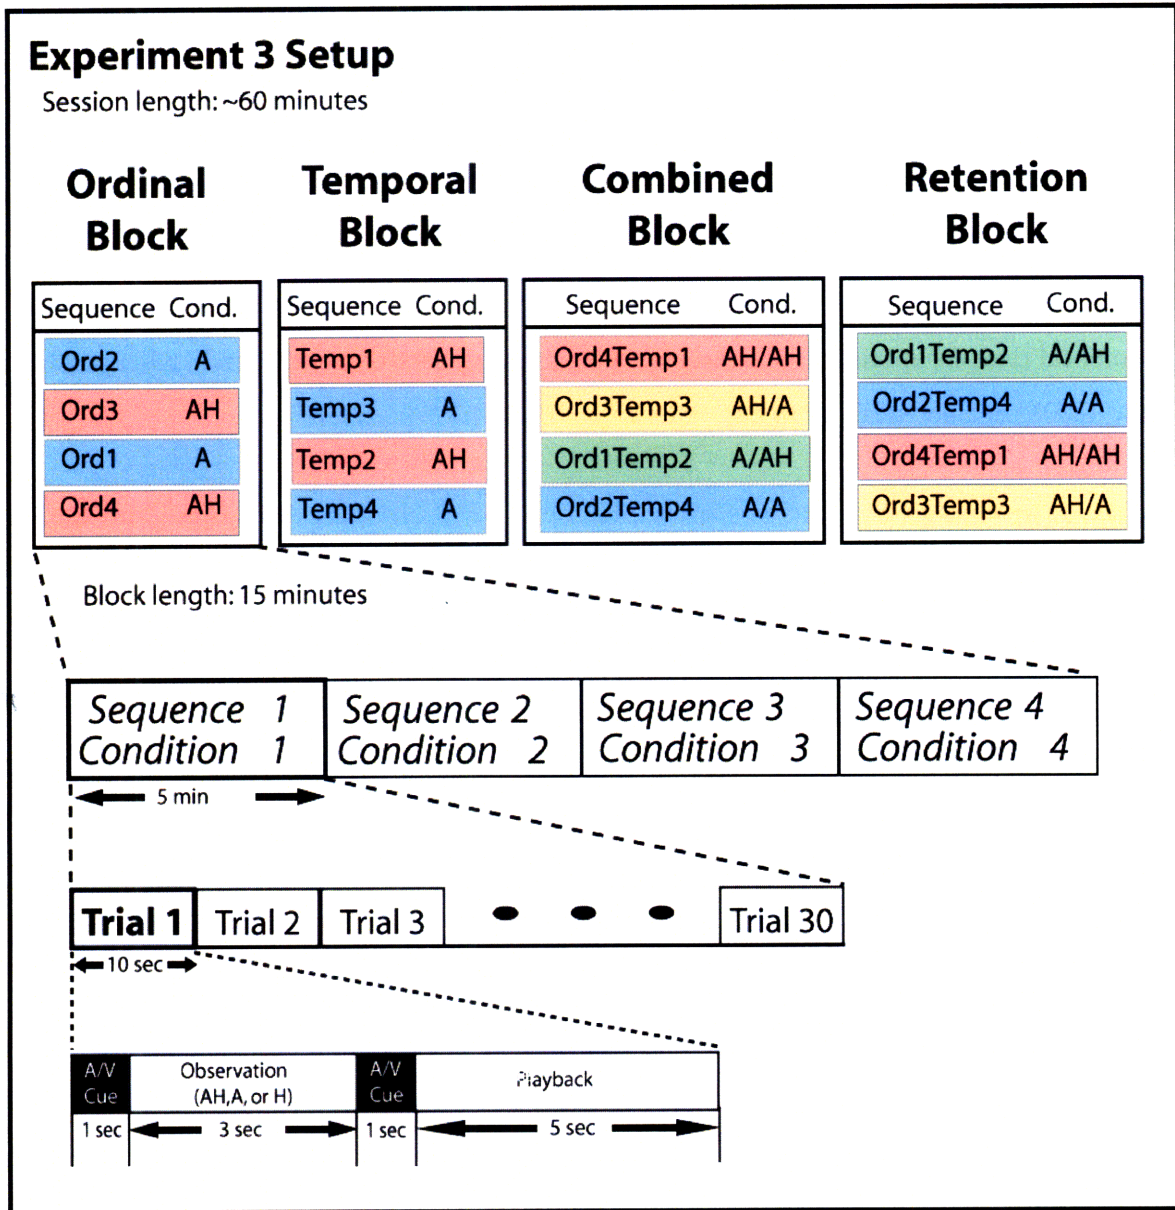 Experiment 3 Setup
Session length: ~60 minutes
Ordinal Block
Temporal Block
Combined Block
Retention Block
Sequence Cond.
Ord2 A
Ord3 AH
Ord1 A
Ord4 AH
Sequence Cond.
Temp1 AH
Temp3 A
Temp2 AH
Temp4 A
Sequence Cond.
Ord4Temp1 AH/AH
Ord3Temp3 AH/A
Ord1Temp2 A/AH
Ord2Temp4 A/A
Sequence Cond.
Ord1Temp2 A/AH
Ord2Temp4 A/A
Ord4Temp1 AH/AH
Ord3Temp3 AH/A
Block length: 15 minutes
Sequence 1
Condition 1
Sequence 2
Condition 2
Sequence 3
Condition 3
Sequence 4
Condition 4
5 min
Trial 1
Trial 2
Trial 3
Trial 30
10 sec
A/V
Cue
Observation
(AH,A, or H)
A/V
Cue
Playback
1 sec
3 sec
1 sec
5 sec